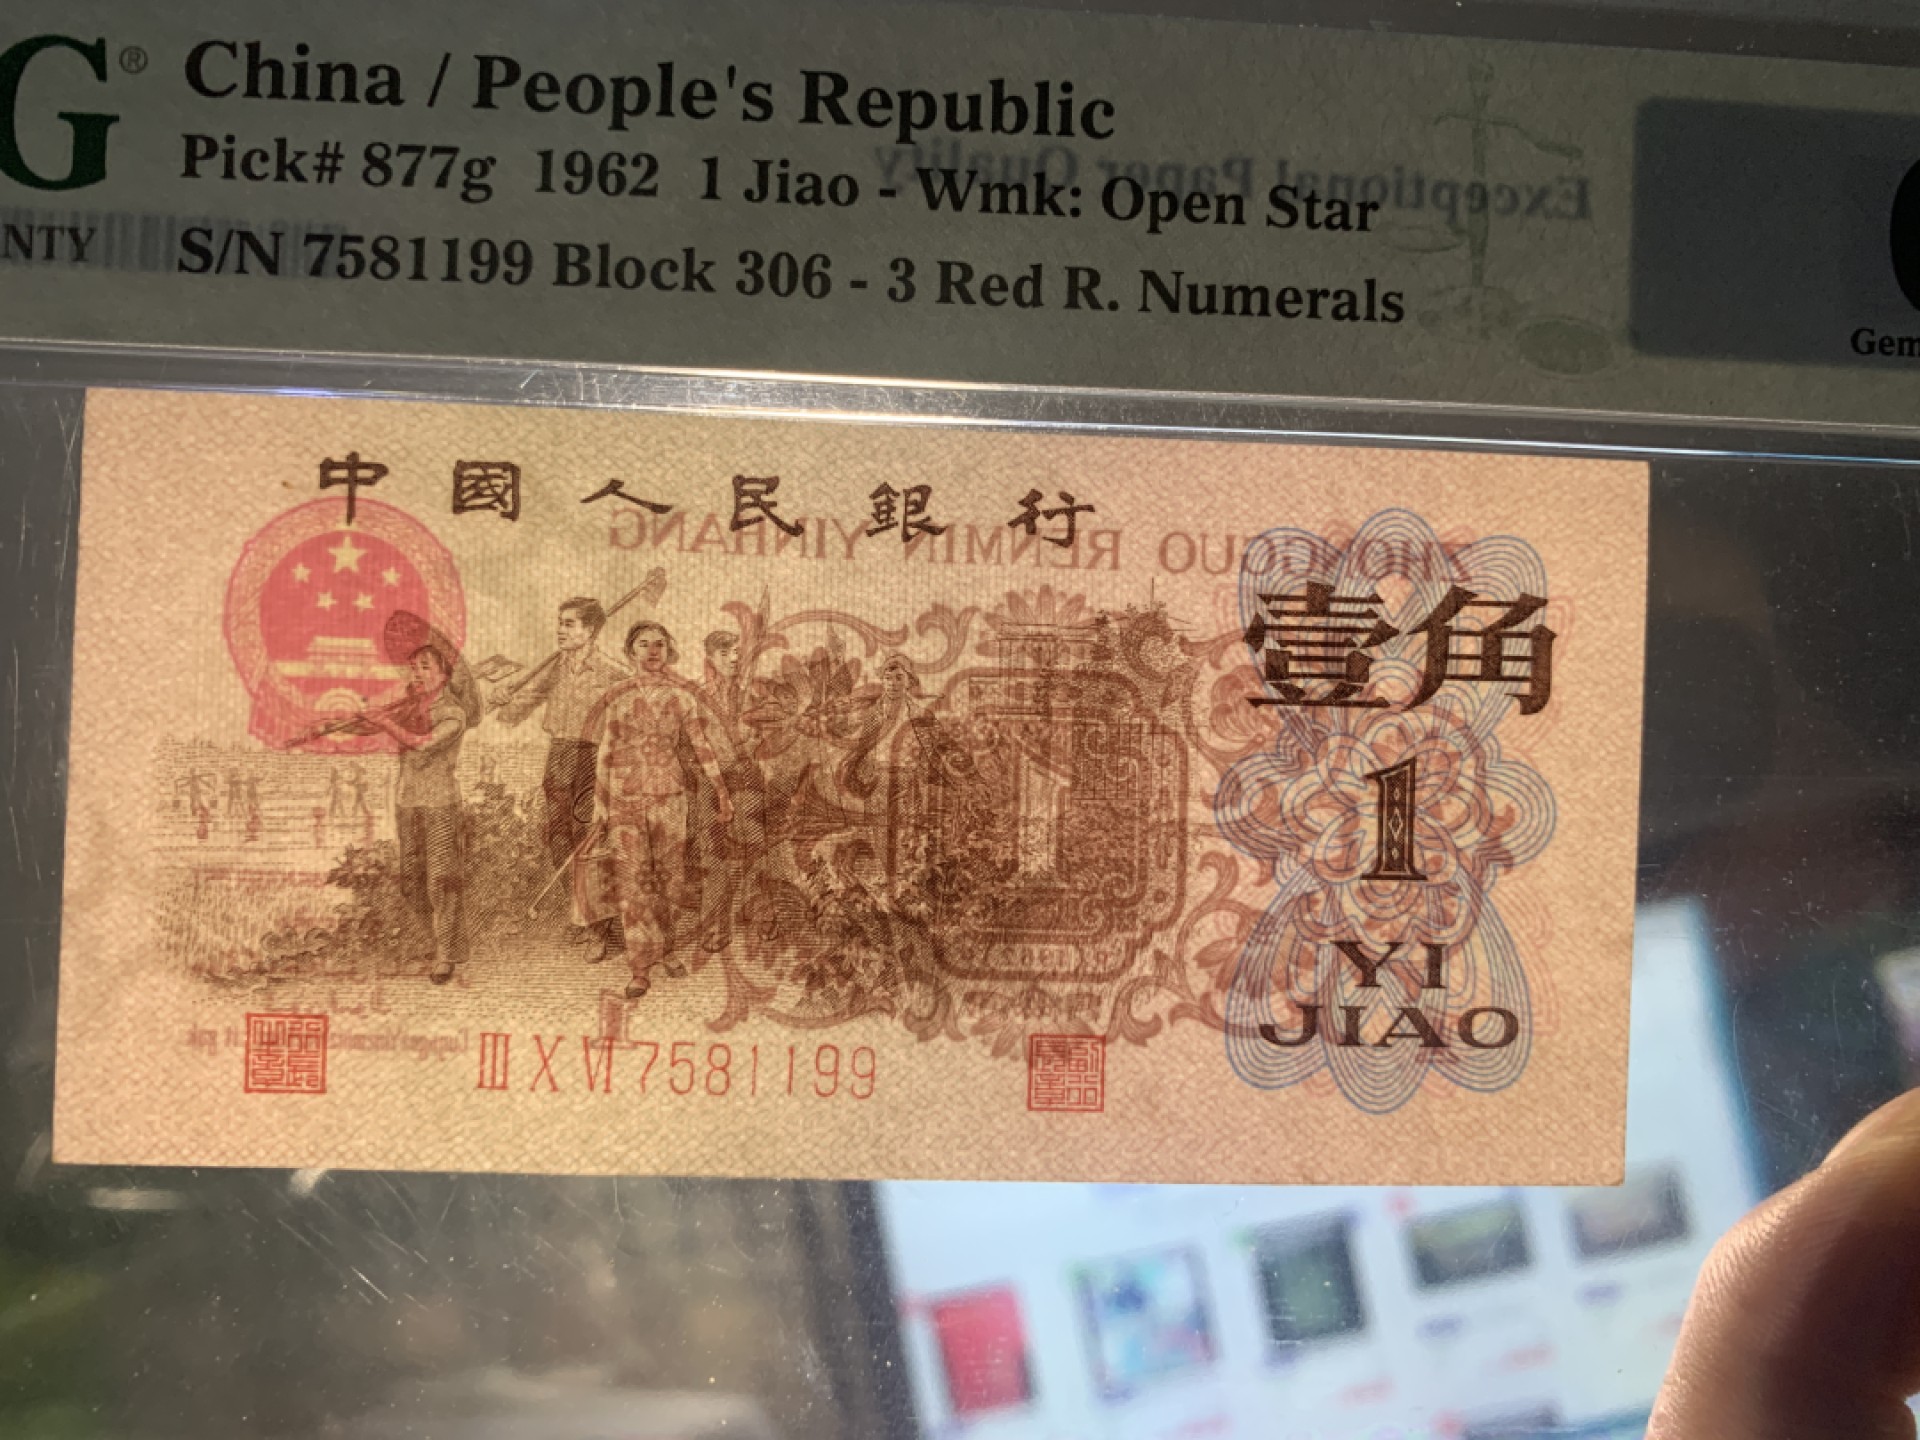 G® China / People's Republic
Pick# 877g 1962 1 Jiao - Wmk: Open Star
NTY S/N 7581199 Block 306 - 3 Red R. Numerals
Exceptional Paper Quality
Gem
中國人民銀行
ZHONGGUO RENMIN YINHANG
壹角
1
YI
JIAO
III X VI 7581199